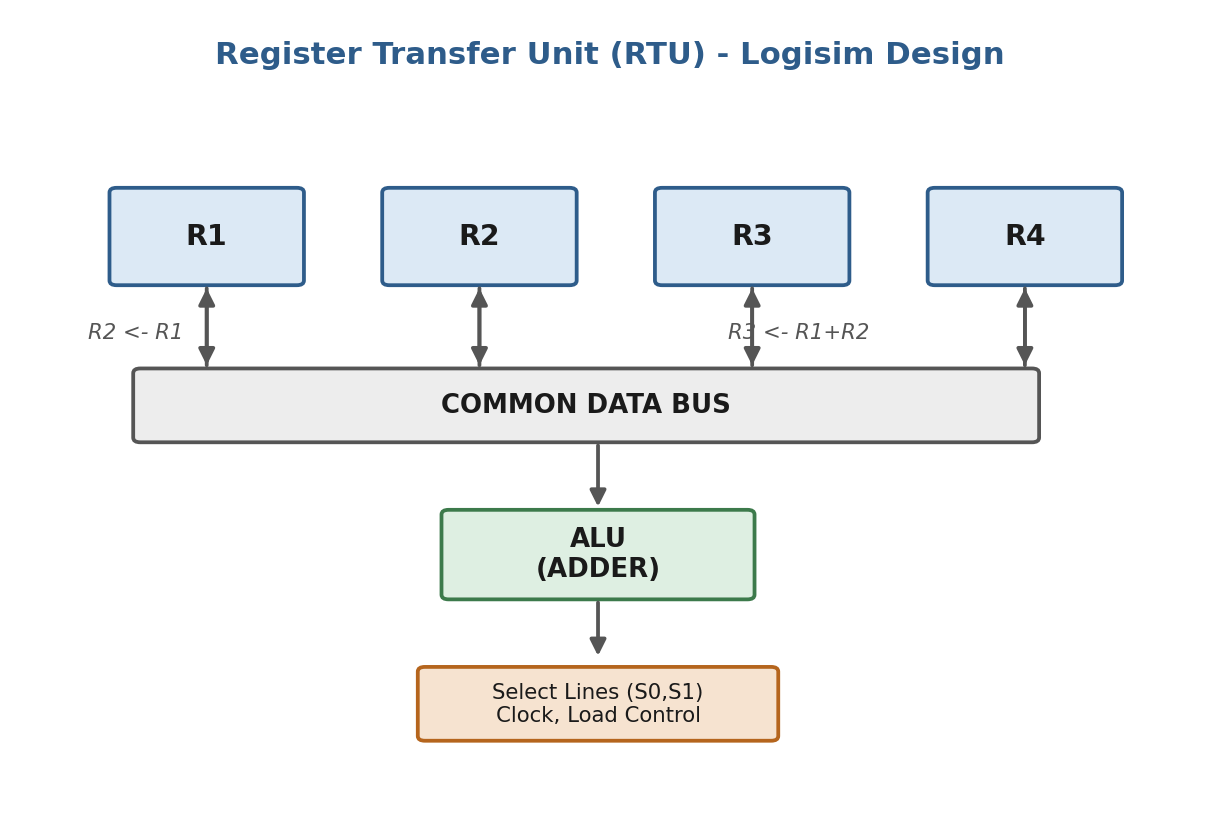 Register Transfer Unit (RTU) - Logisim Design
R1
R2
R3
R4
R2 <- R1
R3 <- R1+R2
COMMON DATA BUS
ALU
(ADDER)
Select Lines (S0,S1)
Clock, Load Control